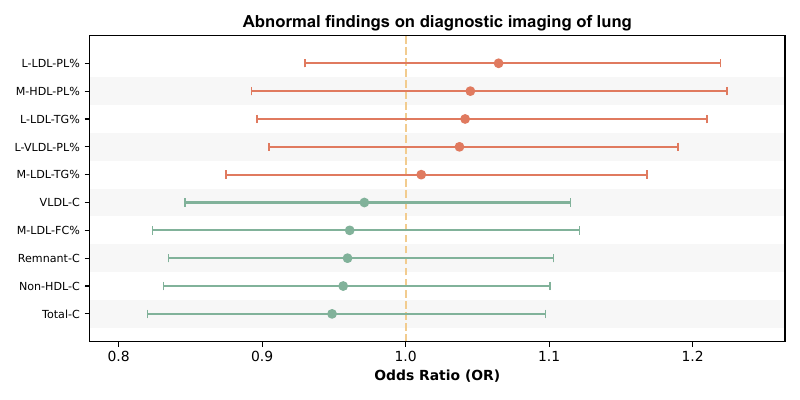 Abnormal findings on diagnostic imaging of lung
L-LDL-PL%
M-HDL-PL%
L-LDL-TG%
L-VLDL-PL%
M-LDL-TG%
VLDL-C
M-LDL-FC%
Remnant-C
Non-HDL-C
Total-C
0.8 0.9 1.0 1.1 1.2
Odds Ratio (OR)